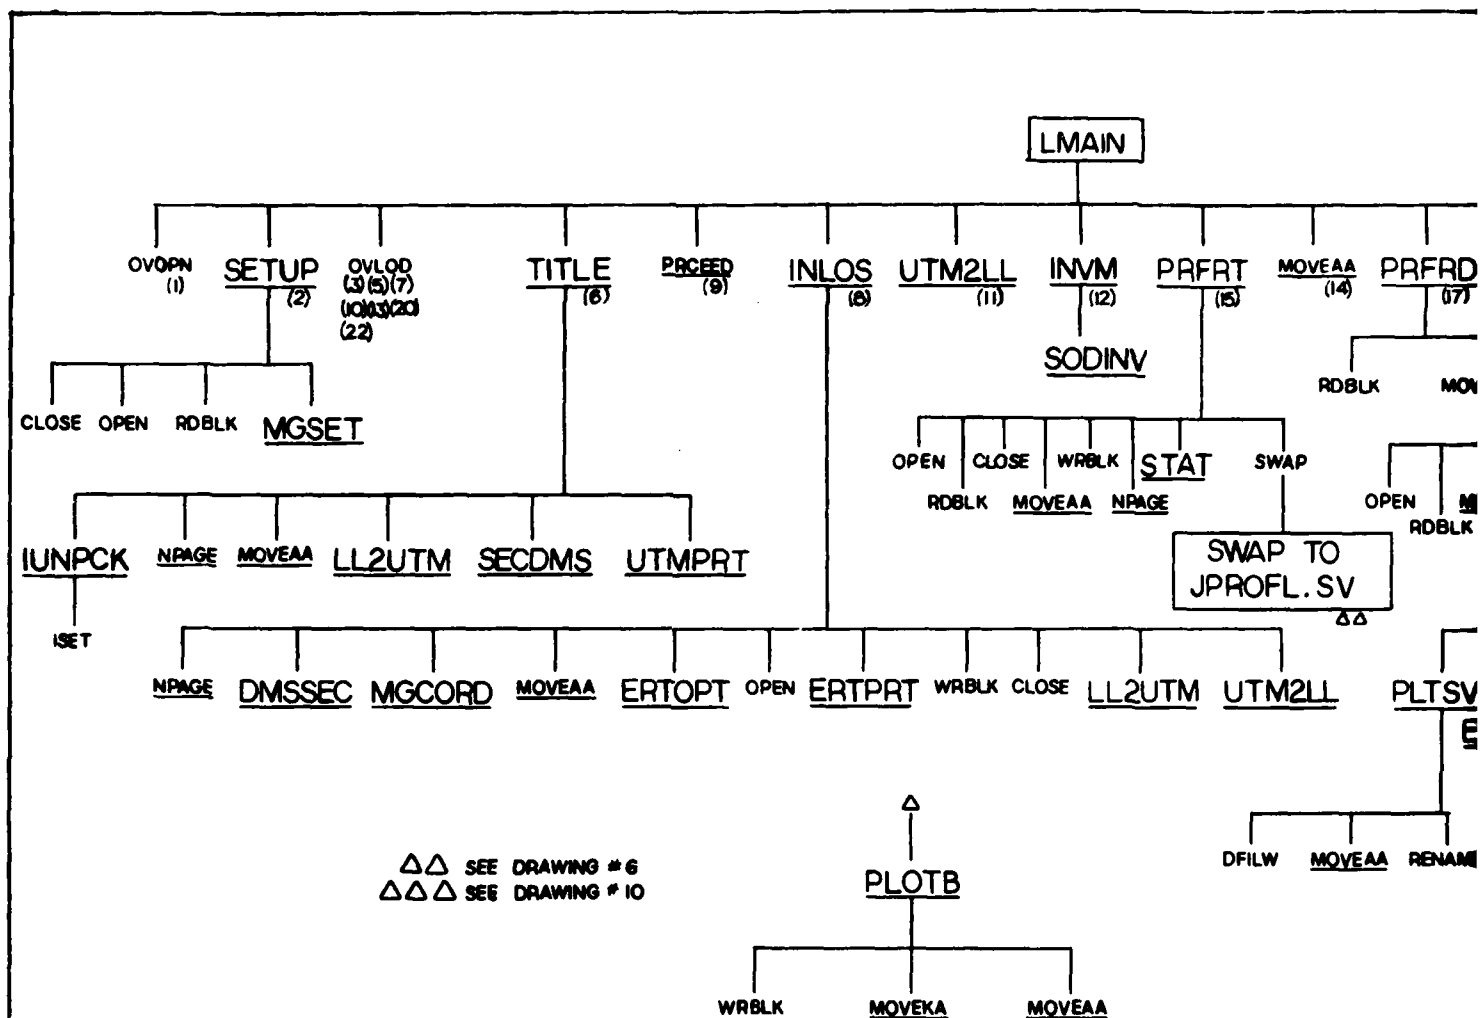 LMAIN
OVOPN
(1)
SETUP
(2)
OVLOD
(3)(5)(7)
(10)(13)(20)
(22)
TITLE
(6)
PRCEED
(9)
INLOS
(8)
UTM2LL
(11)
INVM
(12)
PRFRT
(15)
MOVEAA
(14)
PRFRD
(17)
SODINV
RDBLK
CLOSE
OPEN
RDBLK
MGSET
OPEN
RDBLK
CLOSE
MOVEAA
WRBLK
NPAGE
STAT
SWAP
OPEN
RDBLK
IUNPCK
NPAGE
MOVEAA
LL2UTM
SECDMS
UTMPRT
SWAP TO
JPROFL.SV
△△
ISET
NPAGE
DMSSEC
MGCORD
MOVEAA
ERTOPT
OPEN
ERTPRT
WRBLK
CLOSE
LL2UTM
UTM2LL
PLTSV
△
△△ SEE DRAWING #6
△△△ SEE DRAWING #10
PLOTB
DFILW
MOVEAA
RENAME
WRBLK
MOVEKA
MOVEAA